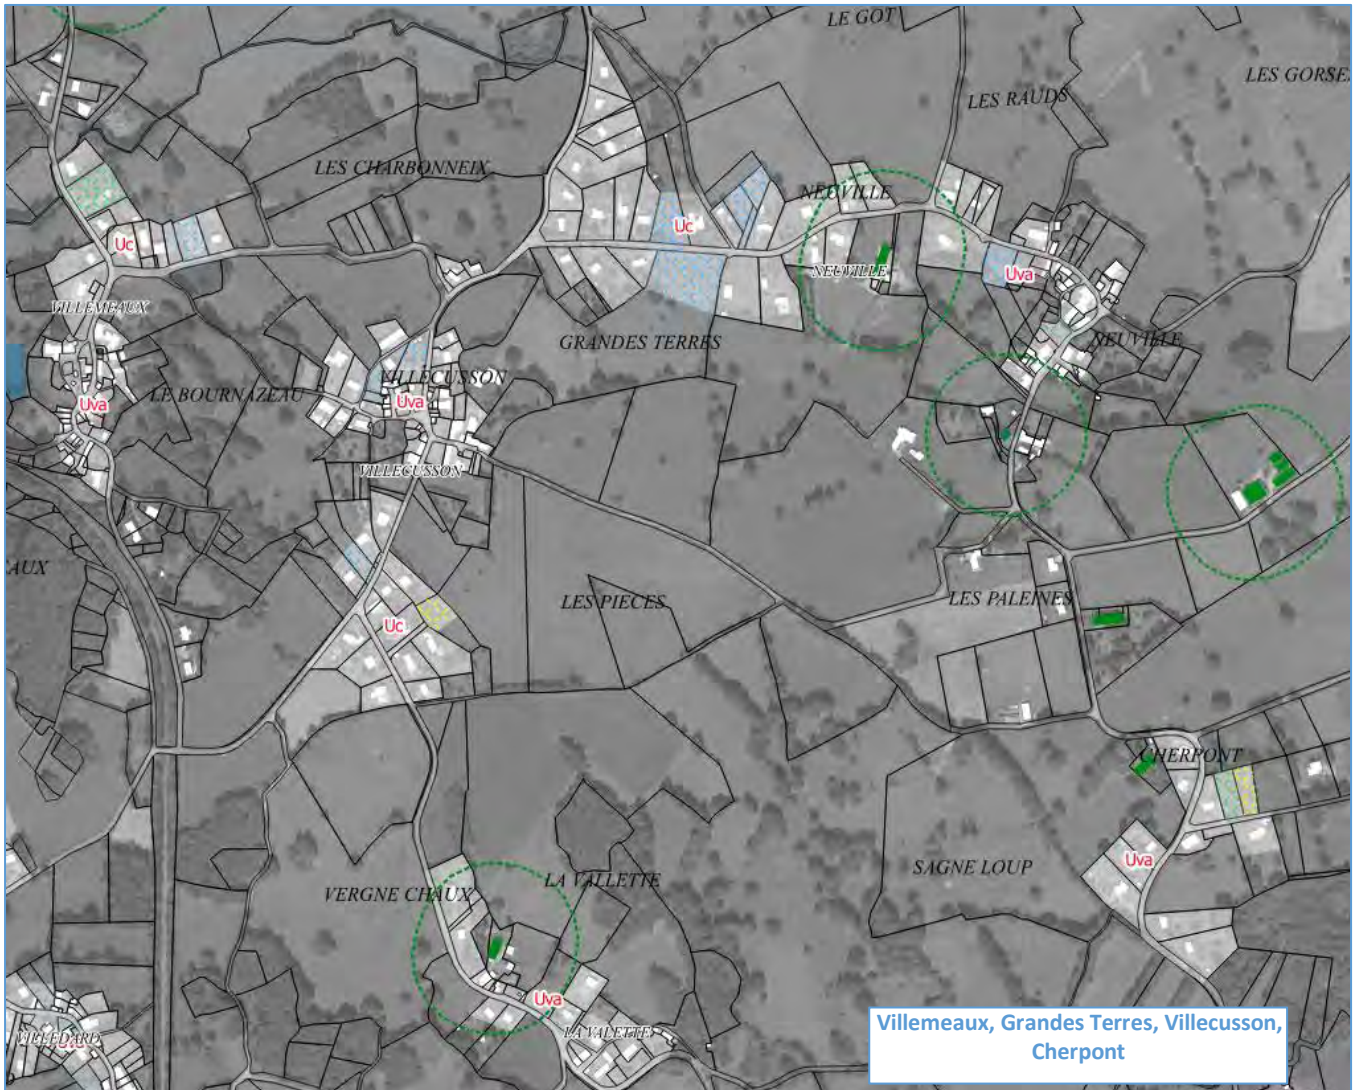 LE GOT
LES GORSE
LES RAUDS
LES CHARBONNEIX
NEUVILLE
Uc
Uc
NEUVILLE
Uva
VILLEMEAUX
GRANDES TERRES
NEUVILLE
VILLECUSSON
LE BOURNAZEAU
Uva
Uva
VILLECUSSON
AUX
LES PIECES
LES PALEINES
Uc
CHERPONT
SAGNE LOUP
Uva
VERGNE CHAUX
LA VALLETTE
Uva
LA VALETTE
VILLEDARD
Villemeaux, Grandes Terres, Villecusson,
Cherpont